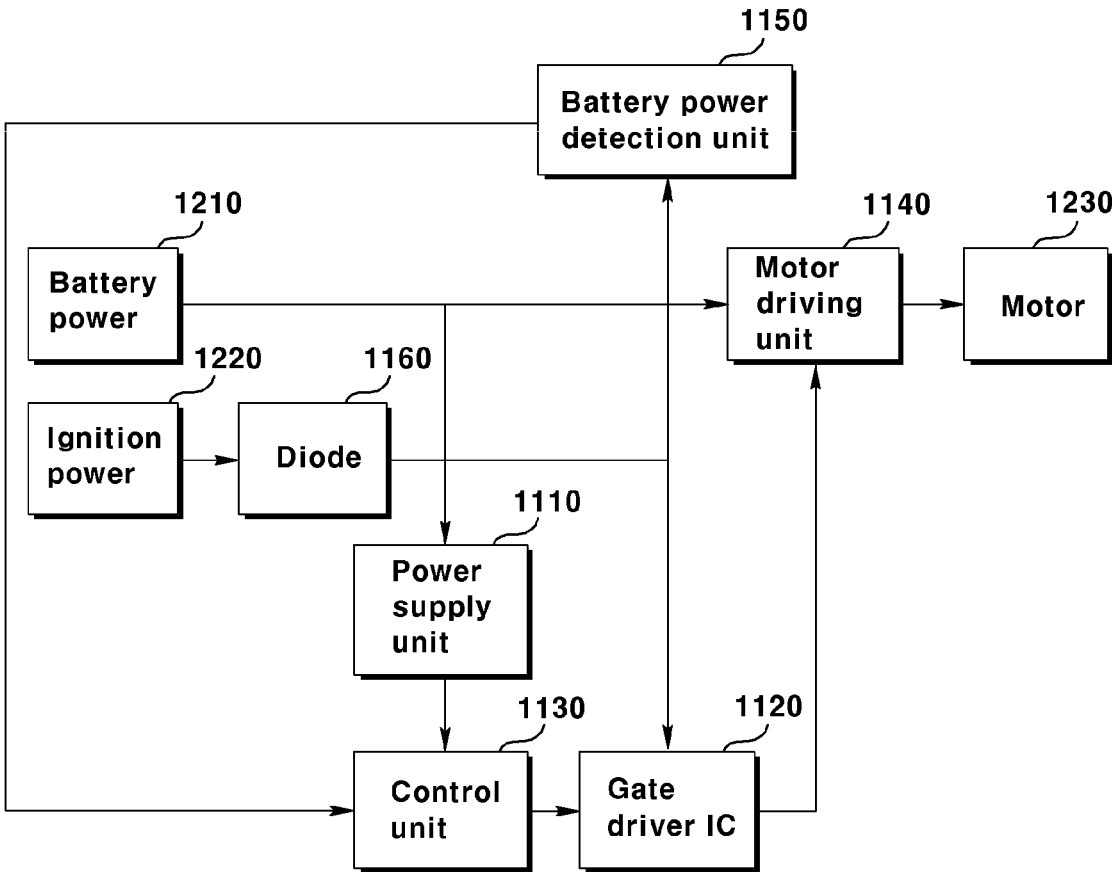 1150
Battery power
detection unit
1210
Battery
power
1140
Motor
driving
unit
1230
Motor
1220
Ignition
power
1160
Diode
1110
Power
supply
unit
1130
Control
unit
1120
Gate
driver IC